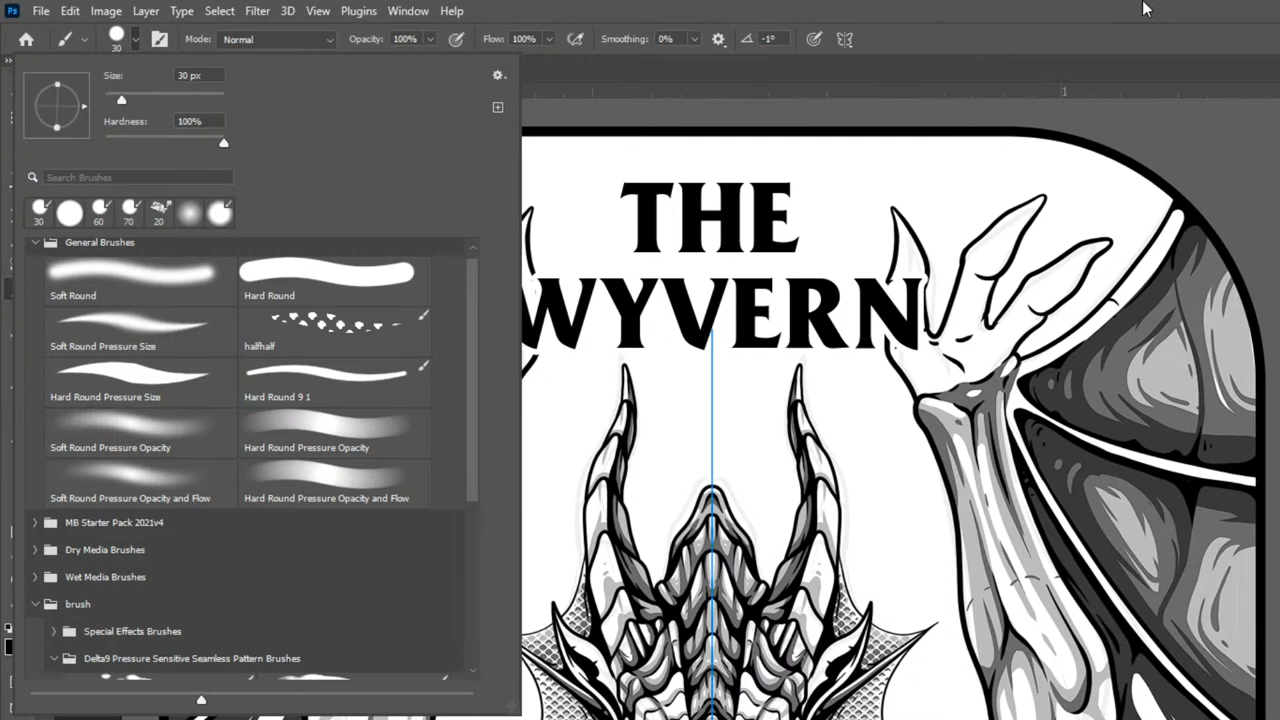 Ps File Edit Image Layer Type Select Filter 3D View Plugins Window Help
30 Mode: Normal Opacity: 100% Flow: 100% Smoothing: 0% -1°
Size: 30 px
Hardness: 100%
Search Brushes
30 60 70 20
General Brushes
Soft Round Hard Round
Soft Round Pressure Size halfhalf
Hard Round Pressure Size Hard Round 9 1
Soft Round Pressure Opacity Hard Round Pressure Opacity
Soft Round Pressure Opacity and Flow Hard Round Pressure Opacity and Flow
MB Starter Pack 2021v4
Dry Media Brushes
Wet Media Brushes
brush
Special Effects Brushes
Delta9 Pressure Sensitive Seamless Pattern Brushes
1
THE
WYVERN